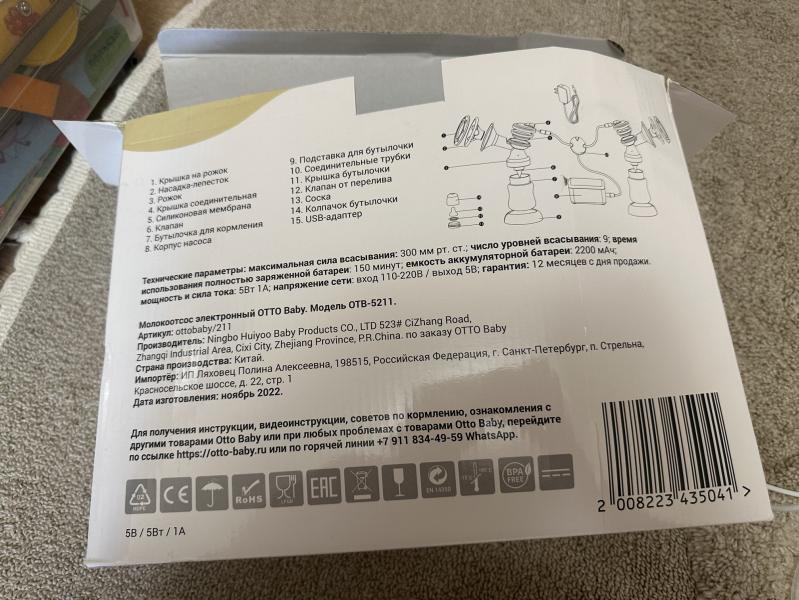 1. Крышка на рожок
2. Насадка-лепесток
3. Рожок
4. Крышка соединительная
5. Силиконовая мембрана
6. Клапан
7. Бутылочка для кормления
8. Корпус насоса
9. Подставка для бутылочки
10. Соединительные трубки
11. Крышка бутылочки
12. Клапан от перелива
13. Соска
14. Колпачок бутылочки
15. USB-адаптер
Технические параметры: максимальная сила всасывания: 300 мм рт. ст.; число уровней всасывания: 9; время
использования полностью заряженной батареи: 150 минут; емкость аккумуляторной батареи: 2200 мАч;
мощность и сила тока: 5Вт 1А; напряжение сети: вход 110-220В / выход 5В; гарантия: 12 месяцев с дня продажи.
Молокоотсос электронный OTTO Baby. Модель OTB-5211.
Артикул: ottobaby/211
Производитель: Ningbo Huiyoo Baby Products CO., LTD 523# CiZhang Road,
Zhangqi Industrial Area, Cixi City, Zhejiang Province, P.R.China. по заказу OTTO Baby
Страна производства: Китай.
Импортёр: ИП Ляховец Полина Алексеевна, 198515, Российская Федерация, г. Санкт-Петербург, п. Стрельна,
Красносельское шоссе, д. 22, стр. 1
Дата изготовления: ноябрь 2022.
Для получения инструкции, видеоинструкции, советов по кормлению, ознакомления с
другими товарами Otto Baby или при любых проблемах с товарами Otto Baby, перейдите
по ссылке https://otto-baby.ru или по горячей линии +7 911 834-49-59 WhatsApp.
02
HDPE
CE
RoHS
LFGB
EAC
EN 14350
BPA
FREE
2 008223 435041 >
5В / 5Вт / 1А